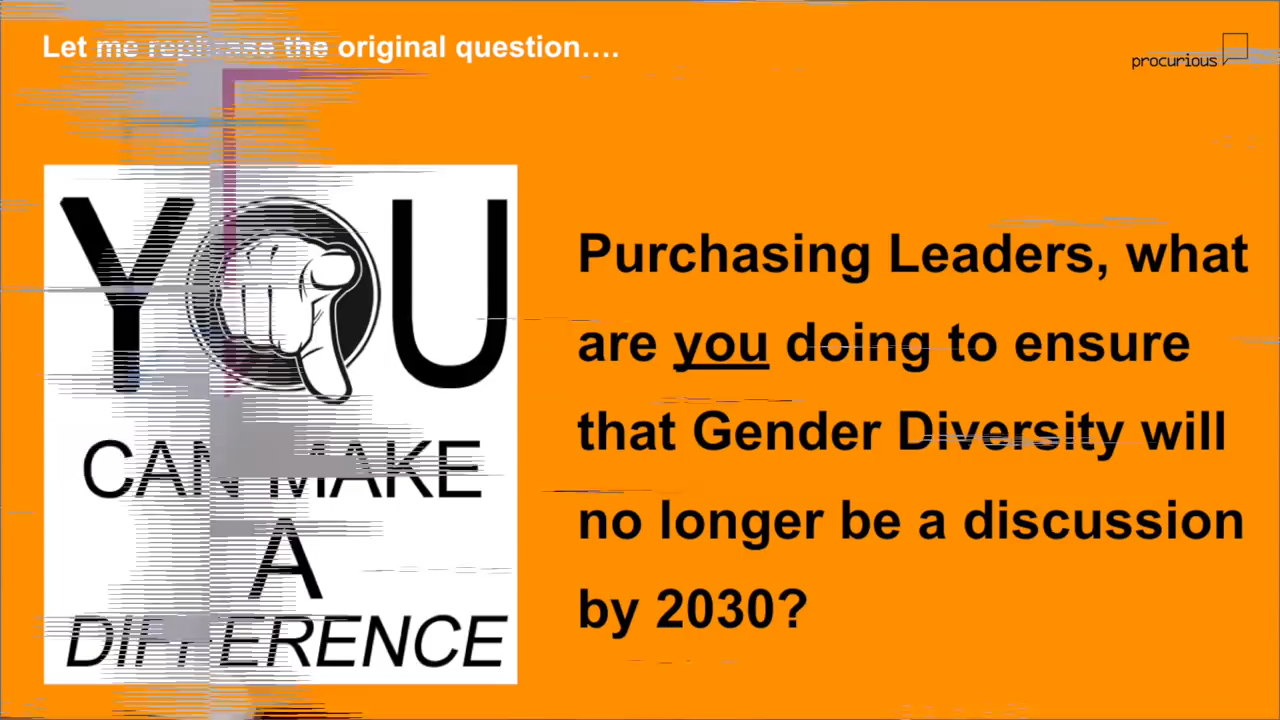 Let me rephrase the original question….
procurious
YOU
CAN MAKE
A
DIFFERENCE
Purchasing Leaders, what
are you doing to ensure
that Gender Diversity will
no longer be a discussion
by 2030?